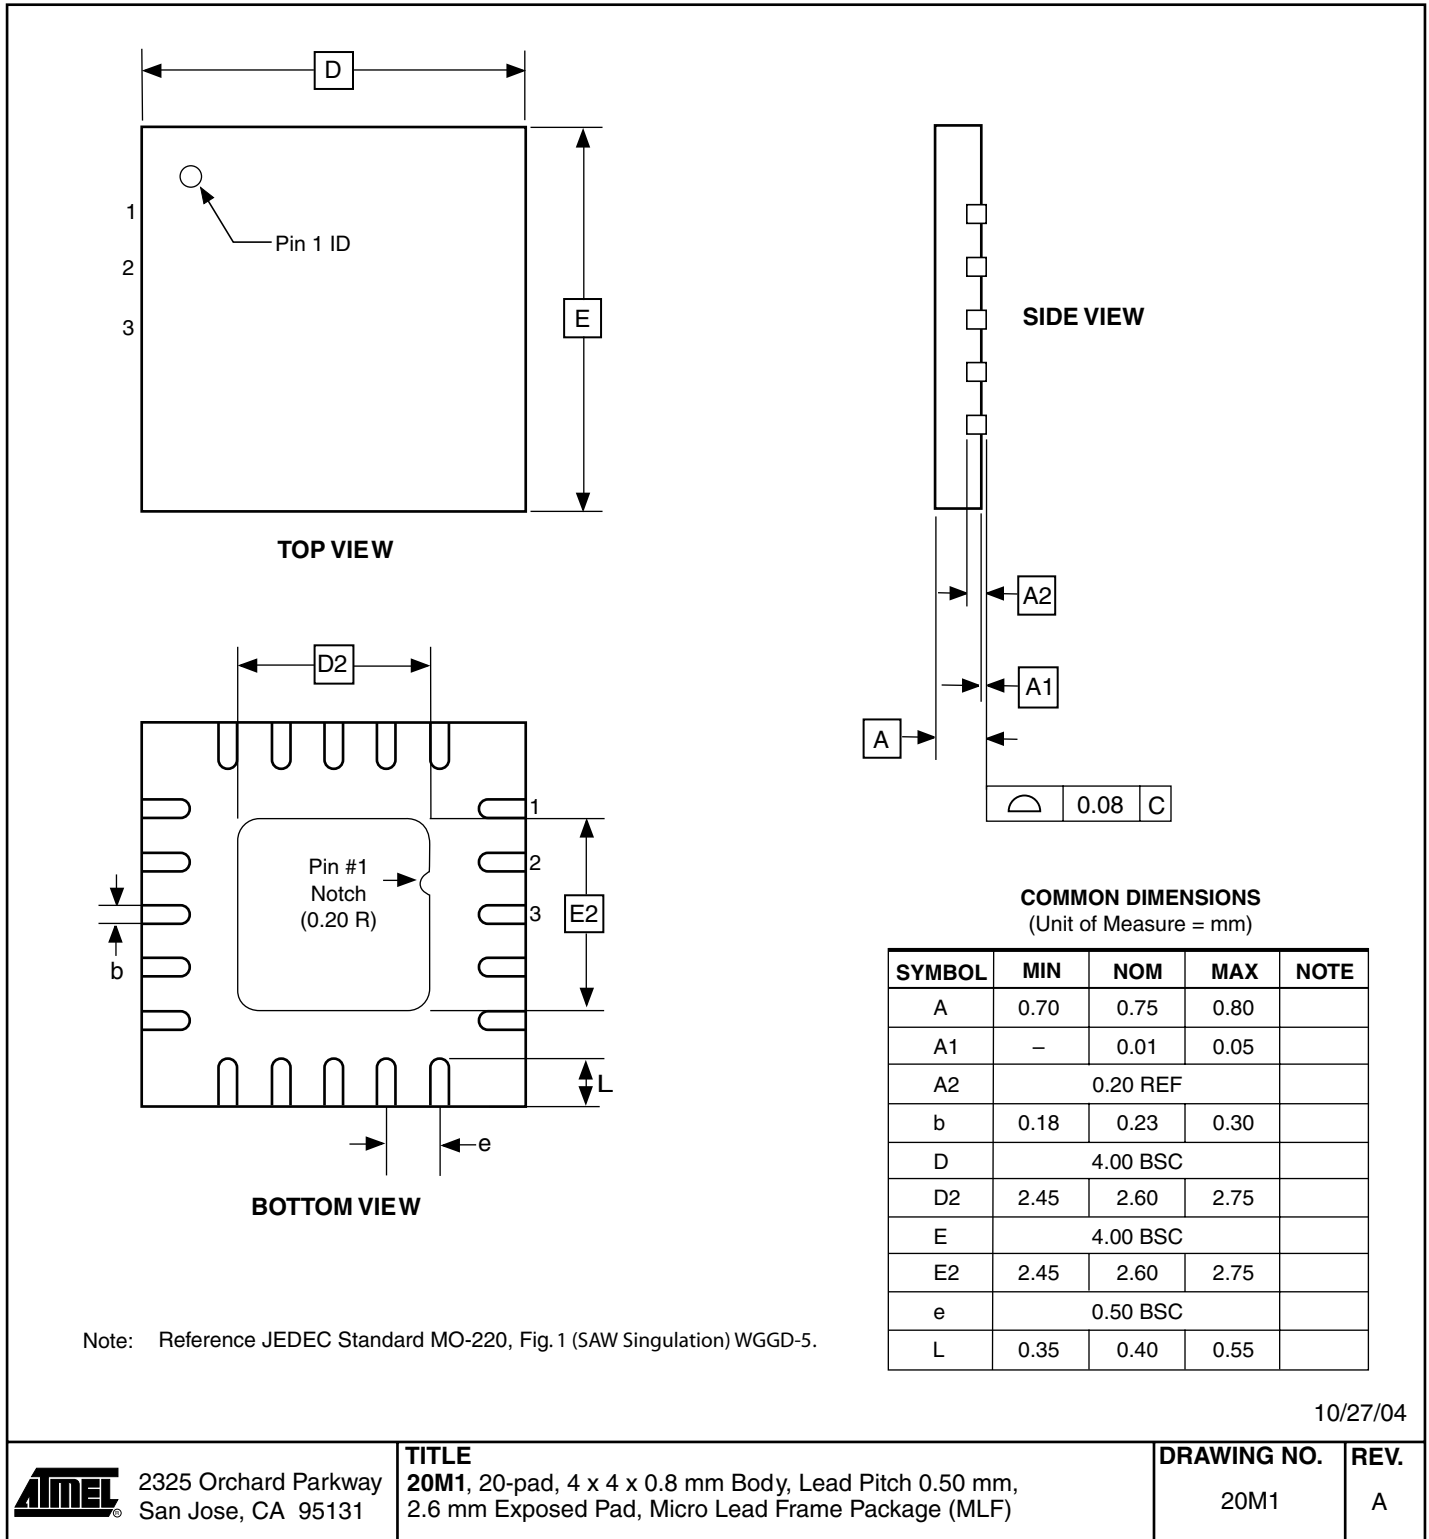 D
1
2
3
Pin 1 ID
E
TOP VIEW
SIDE VIEW
A2
A1
A
0.08 C
D2
1
2
3
Pin #1
Notch
(0.20 R)
E2
b
L
e
BOTTOM VIEW
COMMON DIMENSIONS
(Unit of Measure = mm)
SYMBOL MIN NOM MAX NOTE
A 0.70 0.75 0.80
A1 – 0.01 0.05
A2 0.20 REF
b 0.18 0.23 0.30
D 4.00 BSC
D2 2.45 2.60 2.75
E 4.00 BSC
E2 2.45 2.60 2.75
e 0.50 BSC
L 0.35 0.40 0.55
Note: Reference JEDEC Standard MO-220, Fig. 1 (SAW Singulation) WGGD-5.
10/27/04
ATMEL ®
2325 Orchard Parkway
San Jose, CA 95131
TITLE
20M1, 20-pad, 4 x 4 x 0.8 mm Body, Lead Pitch 0.50 mm,
2.6 mm Exposed Pad, Micro Lead Frame Package (MLF)
DRAWING NO.
20M1
REV.
A